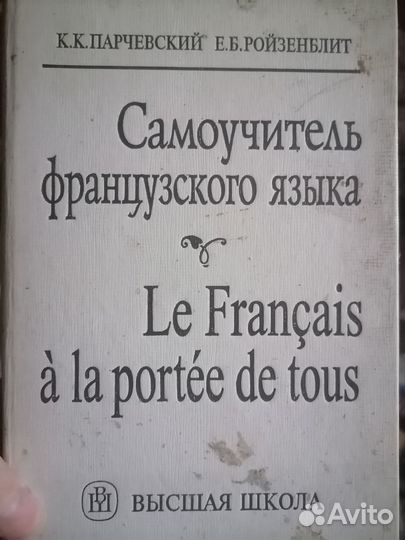 К.К.ПАРЧЕВСКИЙ Е.Б.РОЙЗЕНБЛИТ
Самоучитель
французского языка
Le Français
à la portée de tous
ВШ ВЫСШАЯ ШКОЛА
Avito